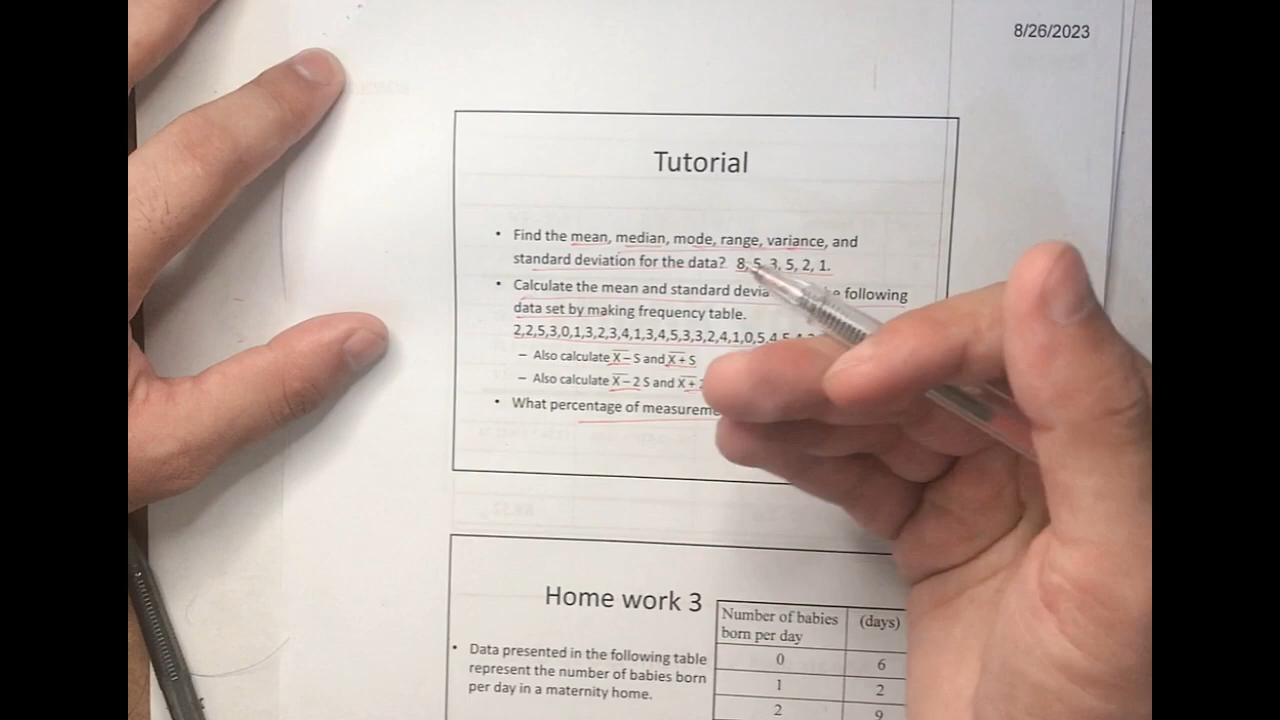 8/26/2023
Tutorial
• Find the mean, median, mode, range, variance, and
standard deviation for the data? 8, 5, 3, 5, 2, 1.
• Calculate the mean and standard following
data set by making frequency table.
2,2,5,3,0,1,3,2,3,4,1,3,4,5,3,3,2,4,1,0,5,4,5,4
– Also calculate X̅ – S and X̅ + S
– Also calculate X̅ – 2 S and X̅ +
• What percentage of
Home work 3
• Data presented in the following table
represent the number of babies born
per day in a maternity home.
Number of babies born per day (days)
0 6
1 2
2 9